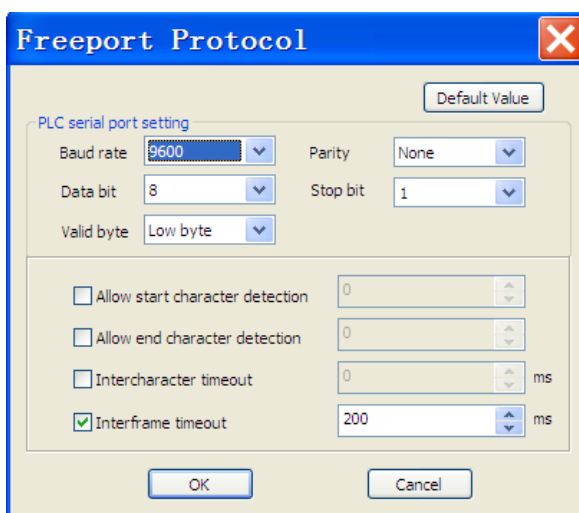 Freeport Protocol
Default Value
PLC serial port setting
Baud rate 9600 Parity None
Data bit 8 Stop bit 1
Valid byte Low byte
Allow start character detection 0
Allow end character detection 0
Intercharacter timeout 0 ms
Interframe timeout 200 ms
OK Cancel